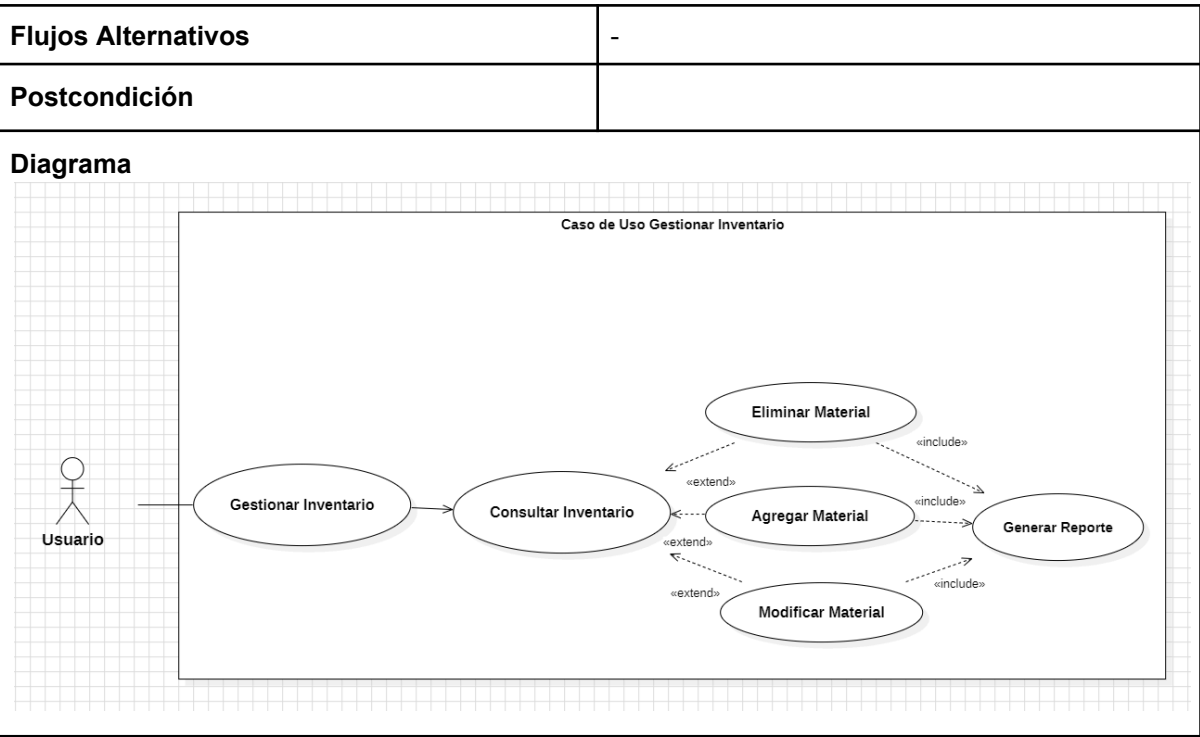 Flujos Alternativos -
Postcondición
Diagrama
Caso de Uso Gestionar Inventario
Eliminar Material
«include»
«extend»
Gestionar Inventario
Consultar Inventario
Agregar Material
«include»
Generar Reporte
Usuario
«extend»
«include»
«extend»
Modificar Material